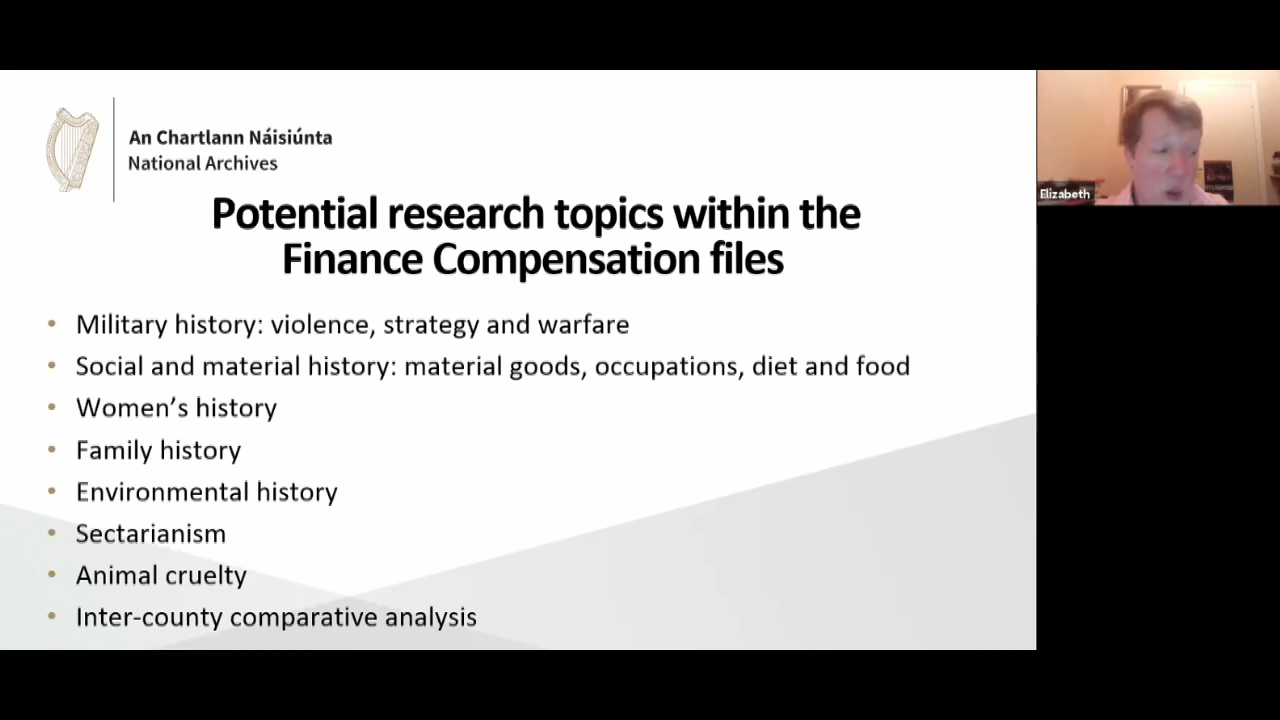 An Chartlann Náisiúnta
National Archives
Potential research topics within the
Finance Compensation files
• Military history: violence, strategy and warfare
• Social and material history: material goods, occupations, diet and food
• Women’s history
• Family history
• Environmental history
• Sectarianism
• Animal cruelty
• Inter-county comparative analysis
Elizabeth